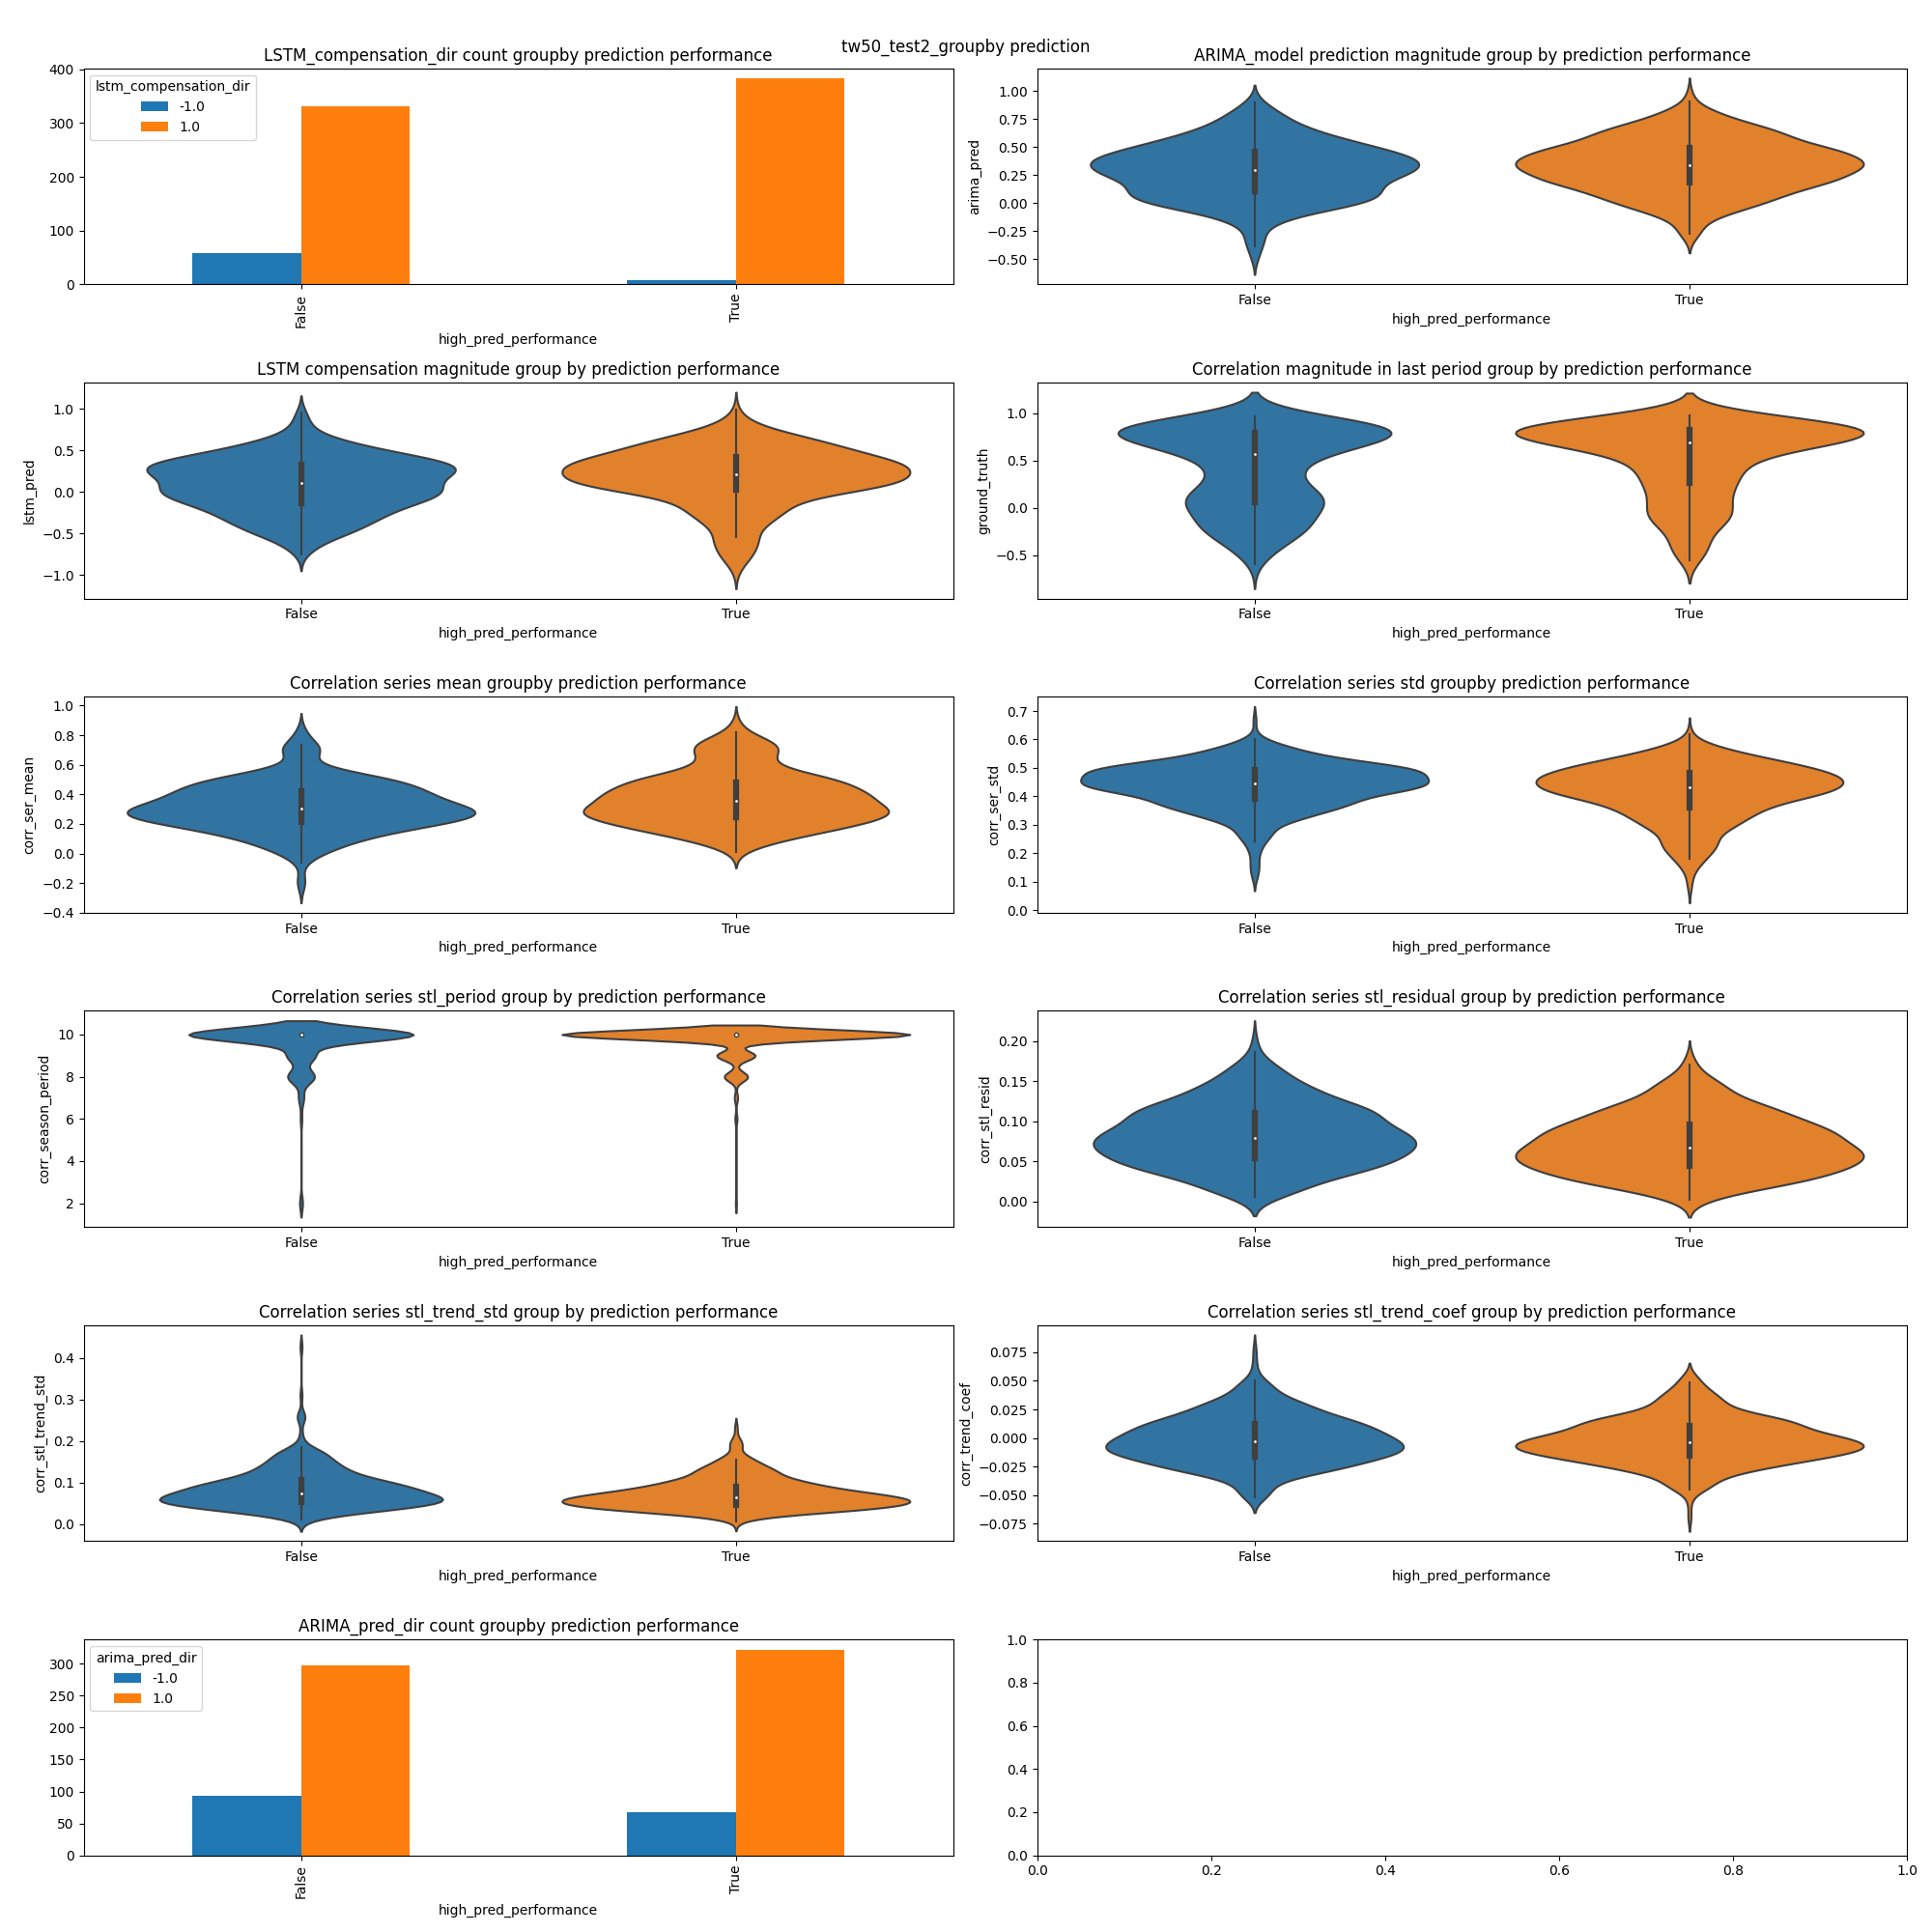 tw50_test2_groupby prediction
LSTM_compensation_dir count groupby prediction performance
400
300
200
100
0
lstm_compensation_dir
-1.0
1.0
False
True
high_pred_performance
ARIMA_model prediction magnitude group by prediction performance
arima_pred
1.00
0.75
0.50
0.25
0.00
−0.25
−0.50
False
True
high_pred_performance
LSTM compensation magnitude group by prediction performance
lstm_pred
1.0
0.5
0.0
−0.5
−1.0
False
True
high_pred_performance
Correlation magnitude in last period group by prediction performance
ground_truth
1.0
0.5
0.0
−0.5
False
True
high_pred_performance
Correlation series mean groupby prediction performance
corr_ser_mean
1.0
0.8
0.6
0.4
0.2
0.0
−0.2
−0.4
False
True
high_pred_performance
Correlation series std groupby prediction performance
corr_ser_std
0.7
0.6
0.5
0.4
0.3
0.2
0.1
0.0
False
True
high_pred_performance
Correlation series stl_period group by prediction performance
corr_season_period
10
8
6
4
2
False
True
high_pred_performance
Correlation series stl_residual group by prediction performance
corr_stl_resid
0.20
0.15
0.10
0.05
0.00
False
True
high_pred_performance
Correlation series stl_trend_std group by prediction performance
corr_stl_trend_std
0.4
0.3
0.2
0.1
0.0
False
True
high_pred_performance
Correlation series stl_trend_coef group by prediction performance
corr_trend_coef
0.075
0.050
0.025
0.000
−0.025
−0.050
−0.075
False
True
high_pred_performance
ARIMA_pred_dir count groupby prediction performance
300
250
200
150
100
50
0
arima_pred_dir
-1.0
1.0
False
True
high_pred_performance
1.0
0.8
0.6
0.4
0.2
0.0
0.0
0.2
0.4
0.6
0.8
1.0